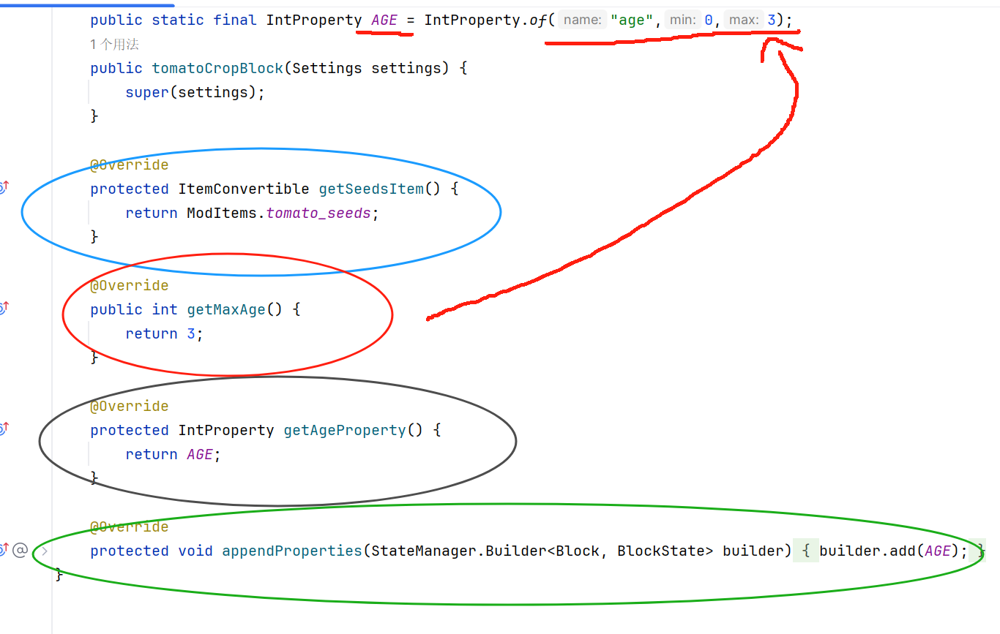 public static final IntProperty AGE = IntProperty.of( name: "age", min: 0, max: 3);
1 个用法
public tomatoCropBlock(Settings settings) {
super(settings);
}
@Override
protected ItemConvertible getSeedsItem() {
return ModItems.tomato_seeds;
}
@Override
public int getMaxAge() {
return 3;
}
@Override
protected IntProperty getAgeProperty() {
return AGE;
}
@Override
protected void appendProperties(StateManager.Builder<Block, BlockState> builder) { builder.add(AGE); }
}